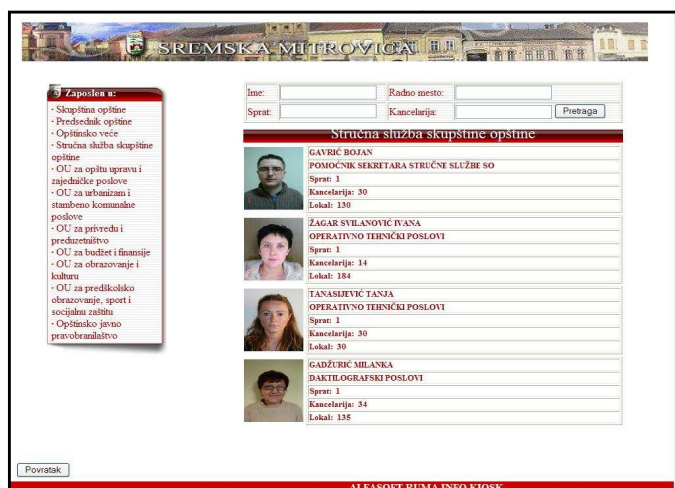 SREMSKA MITROVICA
Zaposlen u:
· Skupština opštine
· Predsednik opštine
· Opštinsko veće
· Stručna služba skupštine
opštine
· OU za opštu upravu i
zajedničke poslove
· OU za urbanizam i
stambeno komunalne
poslove
· OU za privredu i
preduzetništvo
· OU za budžet i finansije
· OU za obrazovanje i
kulturu
· OU za predškolsko
obrazovanje, sport i
socijalnu zaštitu
· Opštinsko javno
pravobranilaštvo
Ime: Radno mesto:
Sprat: Kancelarija: Pretraga
Stručna služba skupštine opštine
GAVRIĆ BOJAN
POMOĆNIK SEKRETARA STRUČNE SLUŽBE SO
Sprat: 1
Kancelarija: 30
Lokal: 130
ŽAGAR SVILANOVIĆ IVANA
OPERATIVNO TEHNIČKI POSLOVI
Sprat: 1
Kancelarija: 14
Lokal: 184
TANASIJEVIĆ TANJA
OPERATIVNO TEHNIČKI POSLOVI
Sprat: 1
Kancelarija: 30
Lokal: 30
GADŽURIĆ MILANKA
DAKTILOGRAFSKI POSLOVI
Sprat: 1
Kancelarija: 34
Lokal: 135
Povratak
ALFASOFT RUMA INFO KIOSK